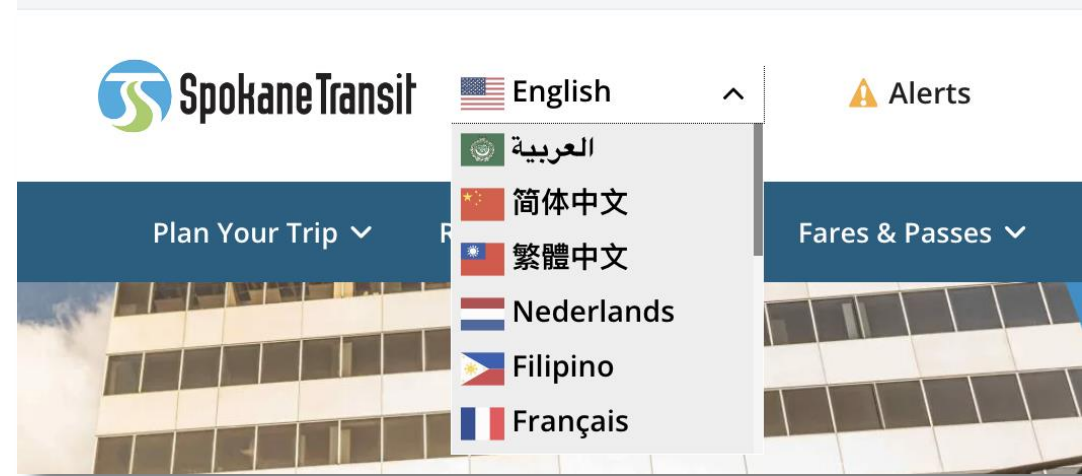 Spokane Transit
English
Alerts
العربية
简体中文
繁體中文
Nederlands
Filipino
Français
Plan Your Trip
Fares & Passes